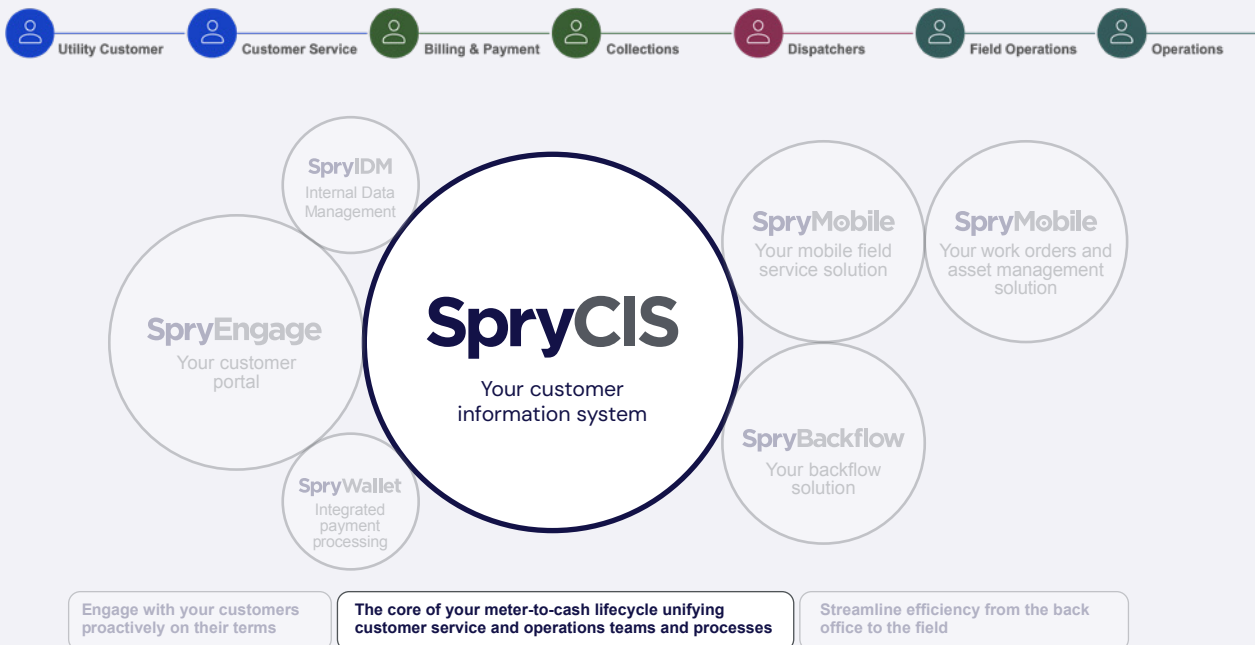 Utility Customer
Customer Service
Billing & Payment
Collections
Dispatchers
Field Operations
Operations
SpryIDM
Internal Data
Management
SpryEngage
Your customer
portal
SpryWallet
Integrated
payment
processing
SpryCIS
Your customer
information system
SpryMobile
Your mobile field
service solution
SpryMobile
Your work orders and
asset management
solution
SpryBackflow
Your backflow
solution
Engage with your customers
proactively on their terms
The core of your meter-to-cash lifecycle unifying
customer service and operations teams and processes
Streamline efficiency from the back
office to the field